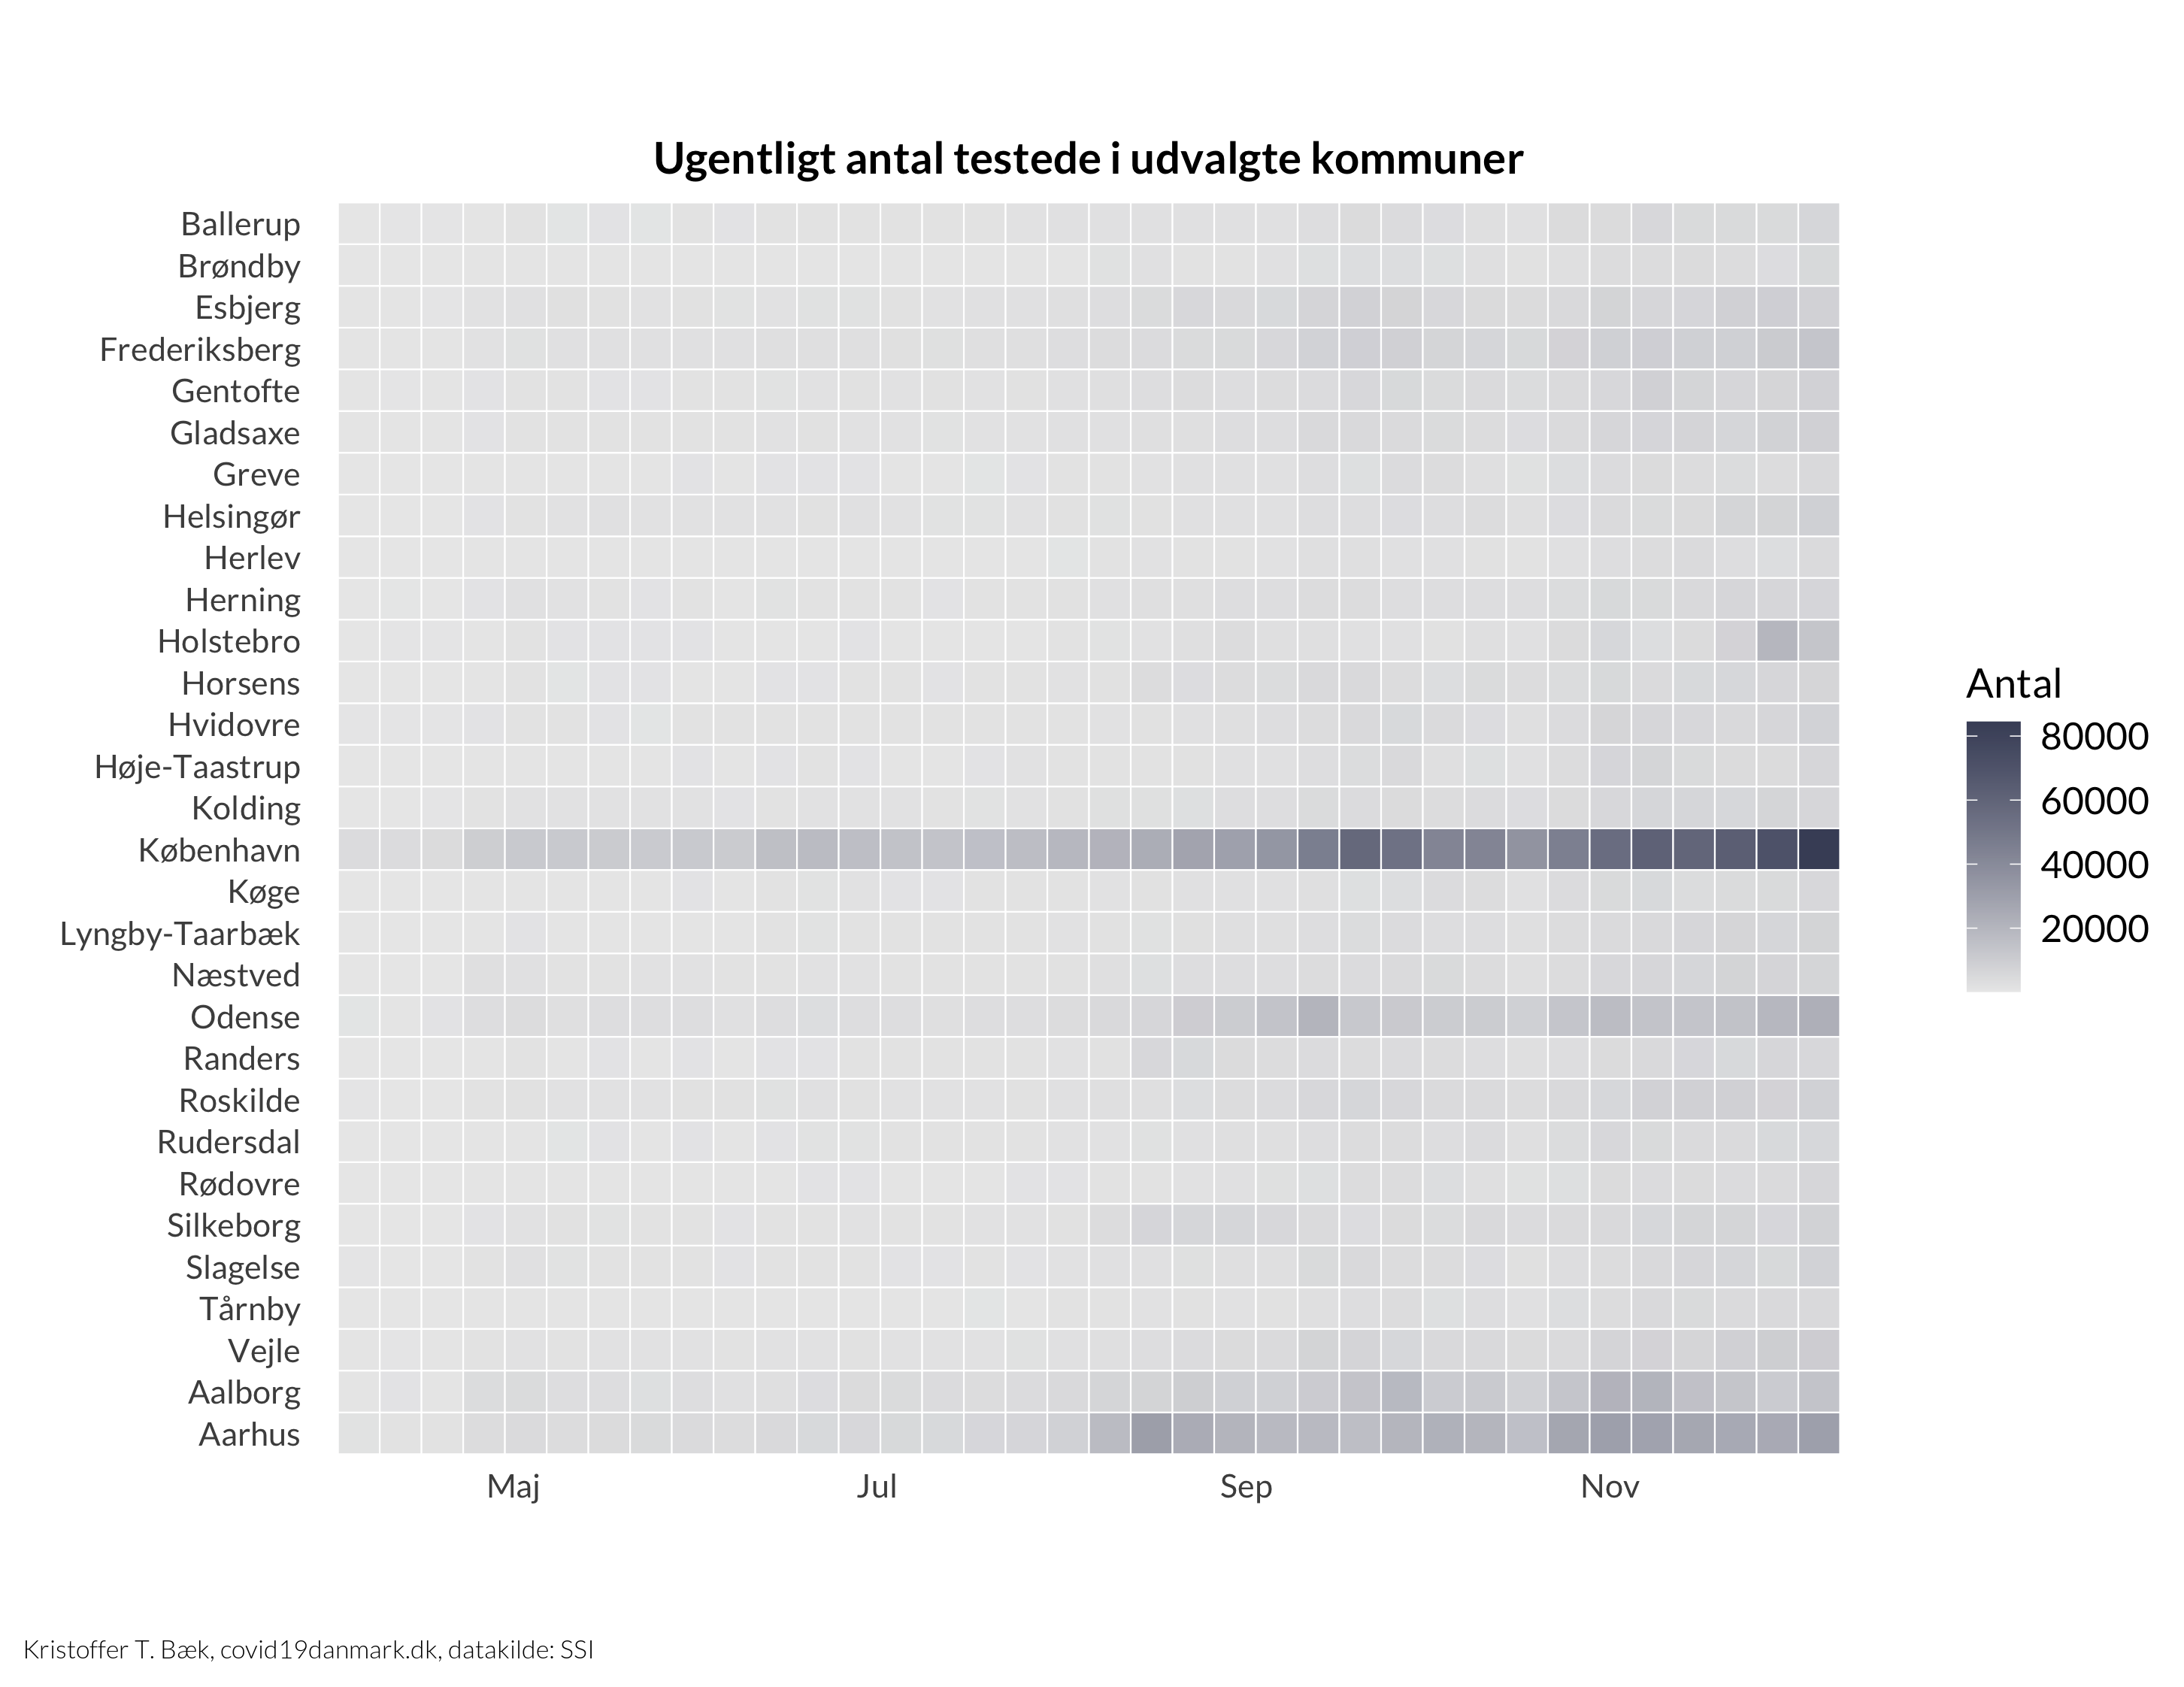 Ugentligt antal testede i udvalgte kommuner
Ballerup
Brøndby
Esbjerg
Frederiksberg
Gentofte
Gladsaxe
Greve
Helsingør
Herlev
Herning
Holstebro
Horsens
Hvidovre
Høje-Taastrup
Kolding
København
Køge
Lyngby-Taarbæk
Næstved
Odense
Randers
Roskilde
Rudersdal
Rødovre
Silkeborg
Slagelse
Tårnby
Vejle
Aalborg
Aarhus
Maj Jul Sep Nov
Antal
80000
60000
40000
20000
Kristoffer T. Bæk, covid19danmark.dk, datakilde: SSI